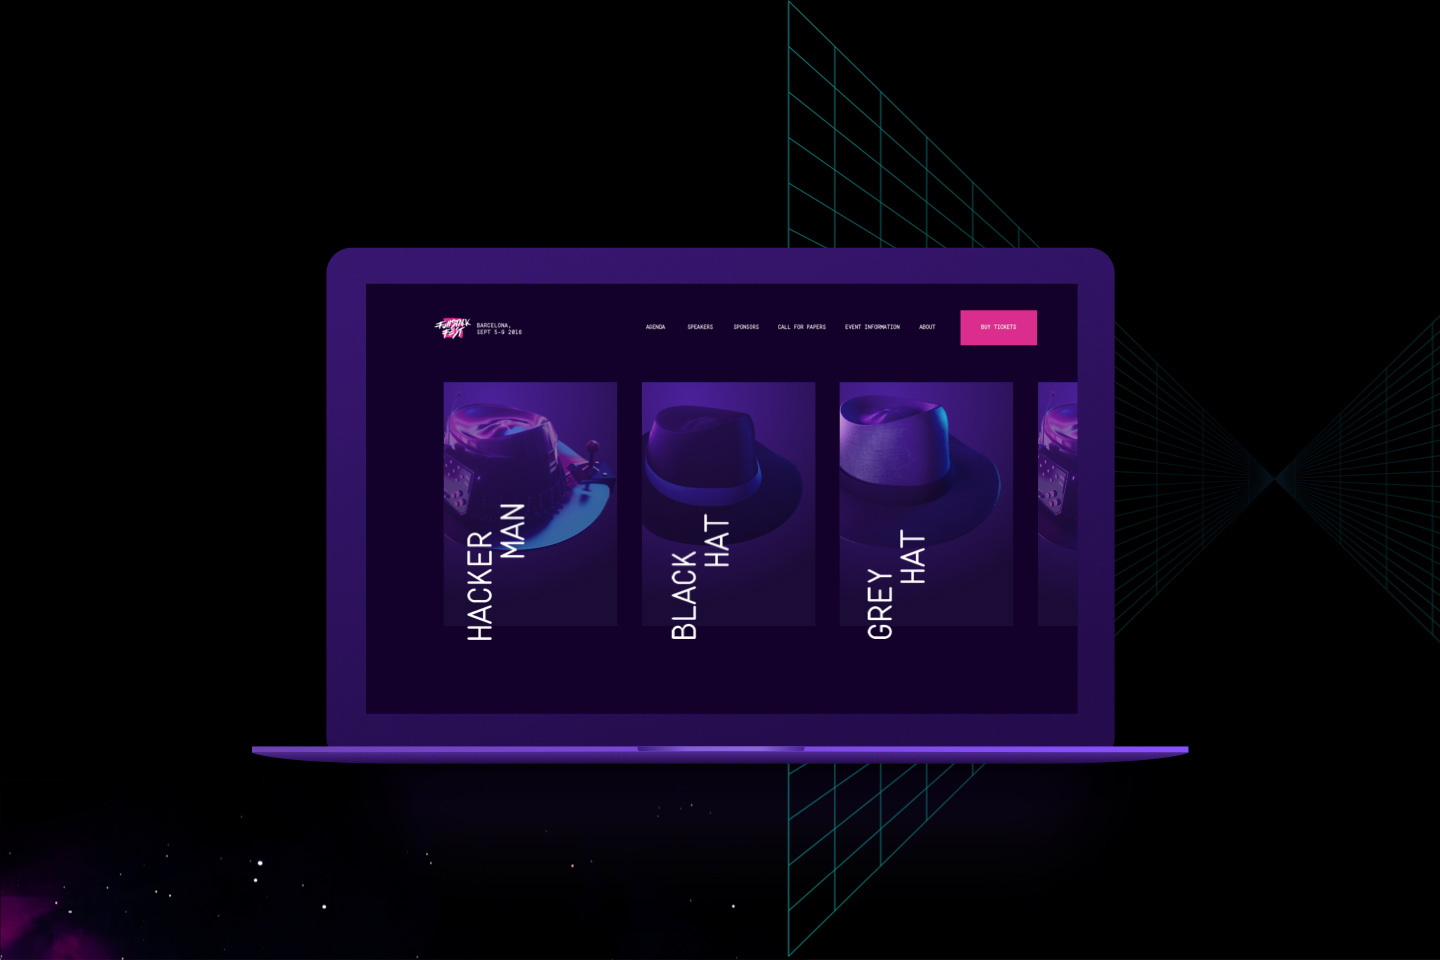 FullStack
Fest
BARCELONA,
SEPT 5-9 2016
AGENDA
SPEAKERS
SPONSORS
CALL FOR PAPERS
EVENT INFORMATION
ABOUT
BUY TICKETS
HACKER
MAN
BLACK
HAT
GREY
HAT